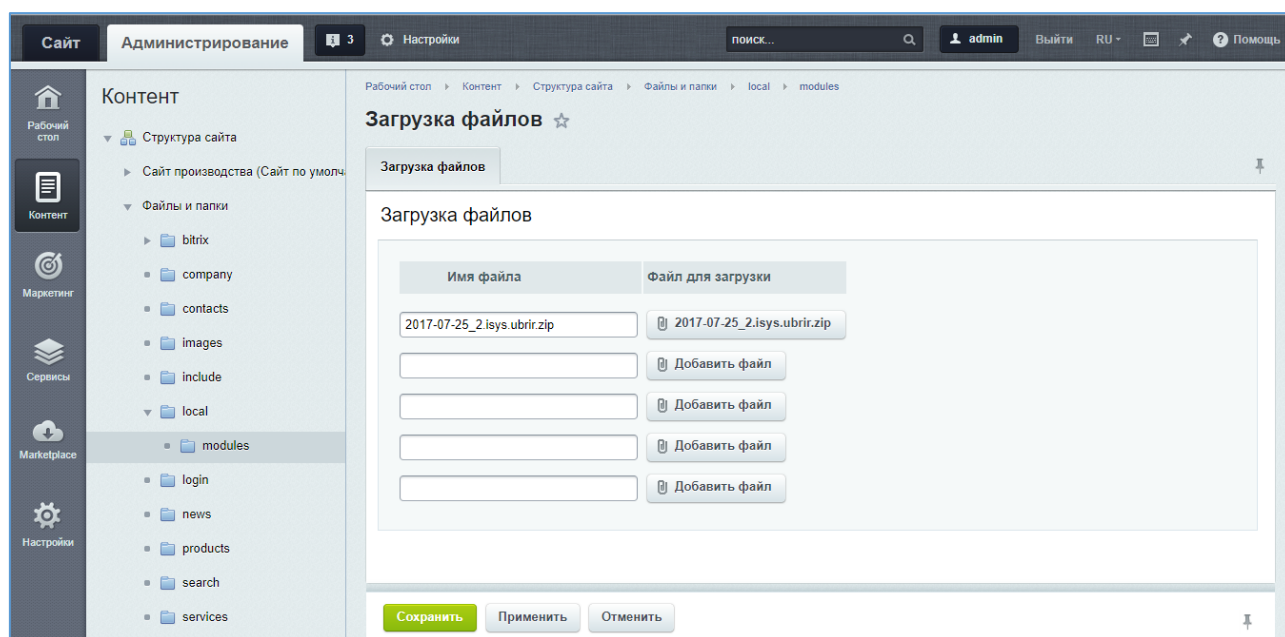 Сайт
Администрирование
3
Настройки
поиск...
admin
Выйти
RU
Помощь
Рабочий стол
Контент
Маркетинг
Сервисы
Marketplace
Настройки
Контент
Структура сайта
Сайт производства (Сайт по умолч
Файлы и папки
bitrix
company
contacts
images
include
local
modules
login
news
products
search
services
Рабочий стол Контент Структура сайта Файлы и папки local modules
Загрузка файлов
Загрузка файлов
Загрузка файлов
Имя файла Файл для загрузки
2017-07-25_2.isys.ubrir.zip 2017-07-25_2.isys.ubrir.zip
Добавить файл
Добавить файл
Добавить файл
Добавить файл
Сохранить Применить Отменить